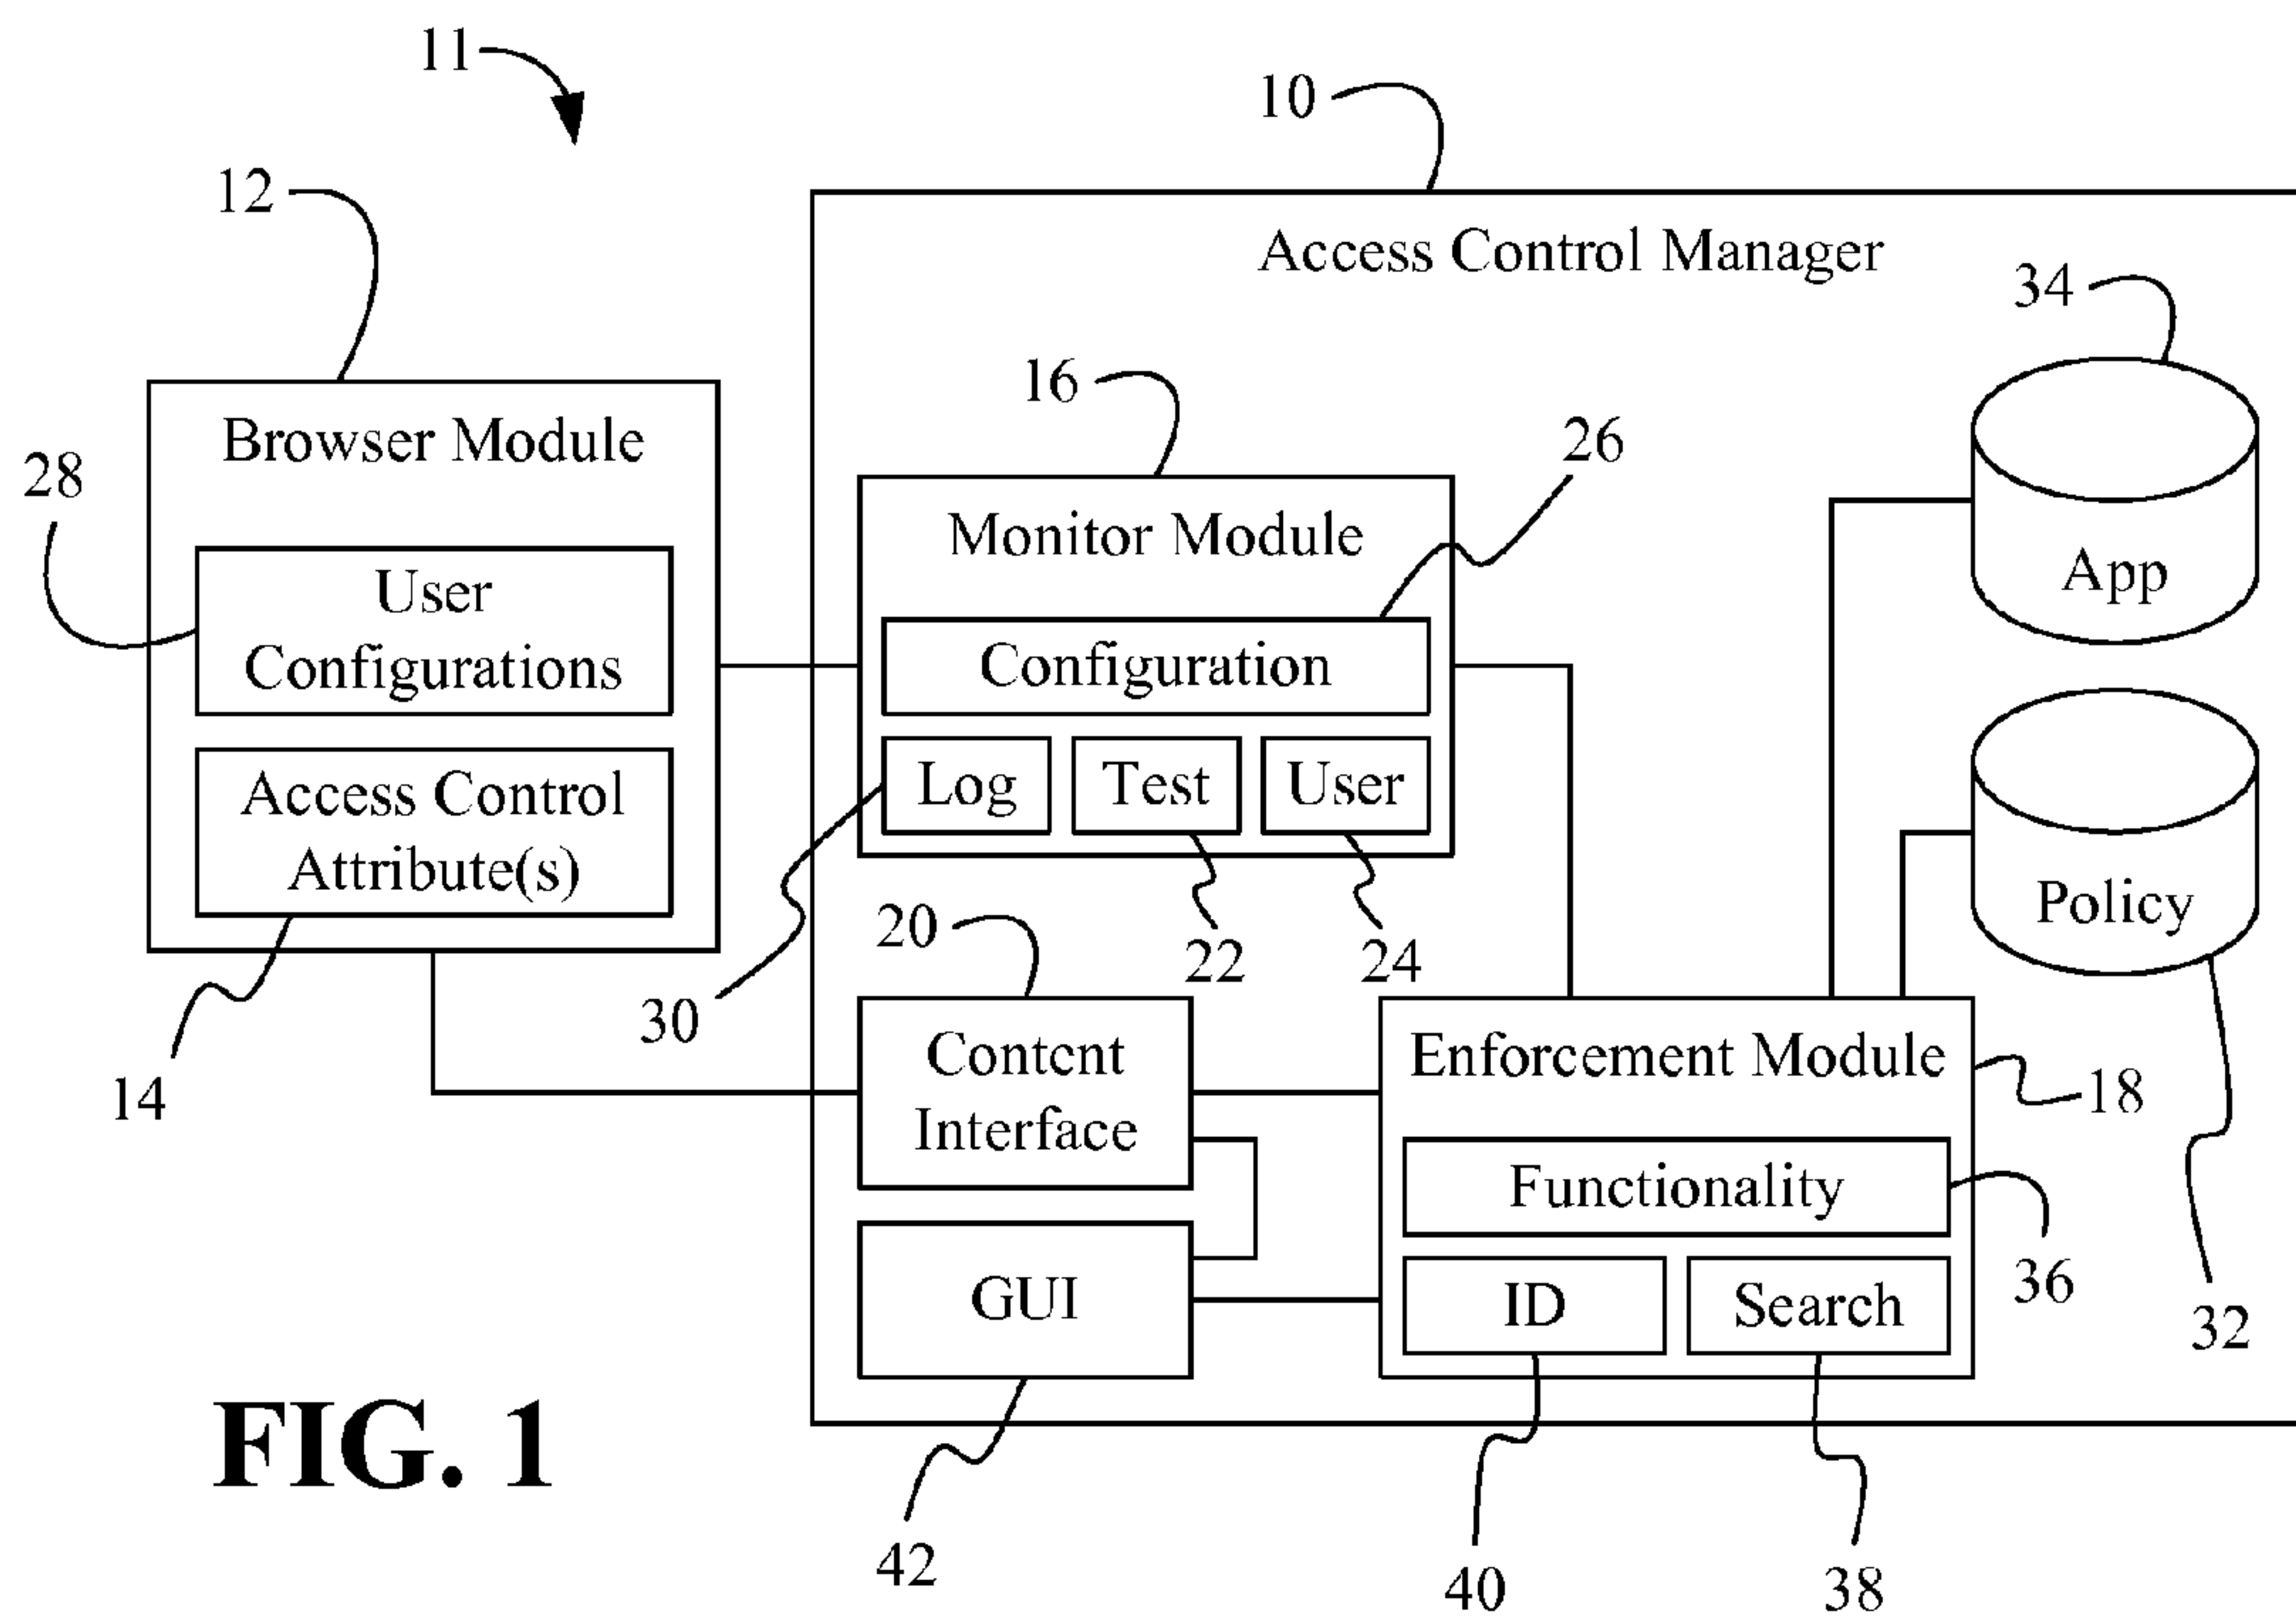 11
10
12
Access Control Manager
34
16
26
Browser Module
28
Monitor Module
User
Configurations
App
Configuration
Access Control
Attribute(s)
Log
Test
User
Policy
20
22
24
30
Content
Interface
Enforcement Module
14
18
Functionality
GUI
ID
Search
36
32
FIG. 1
42
40
38